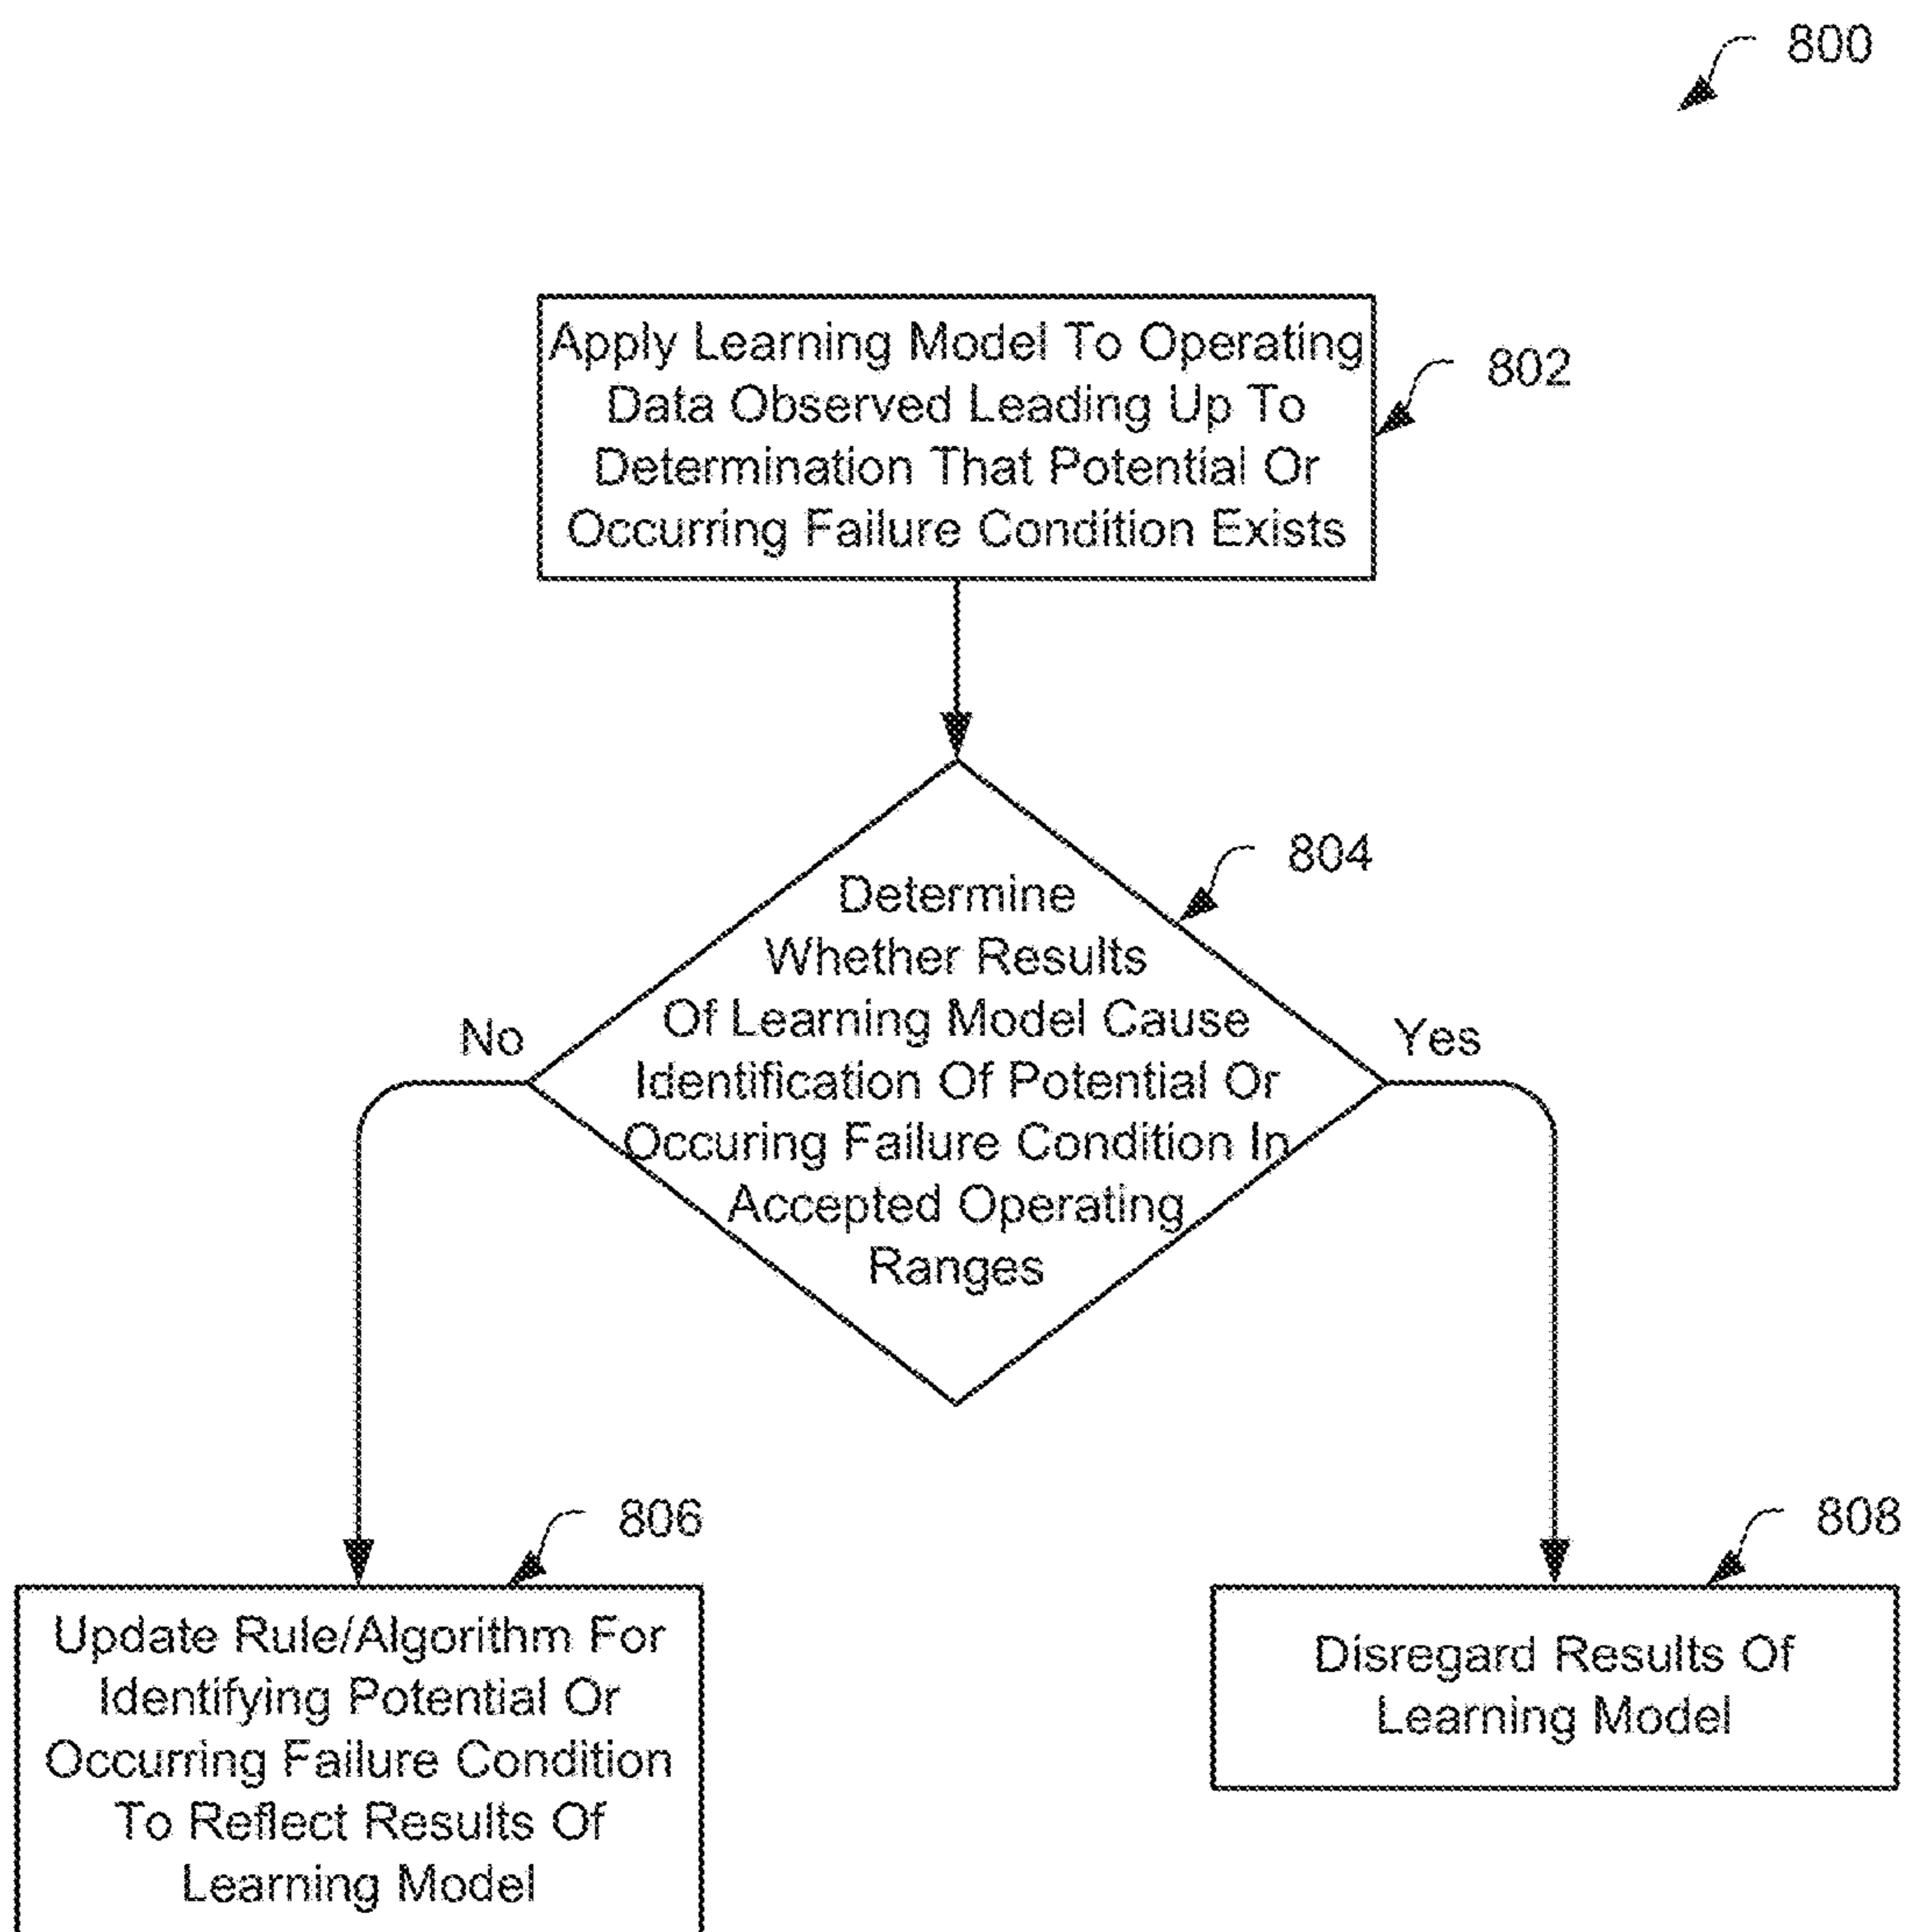 800
Apply Learning Model To Operating
Data Observed Leading Up To
Determination That Potential Or
Occurring Failure Condition Exists
802
804
Determine
Whether Results
Of Learning Model Cause
Identification Of Potential Or
Occuring Failure Condition In
Accepted Operating
Ranges
No
Yes
806
Update Rule/Algorithm For
Identifying Potential Or
Occurring Failure Condition
To Reflect Results Of
Learning Model
808
Disregard Results Of
Learning Model